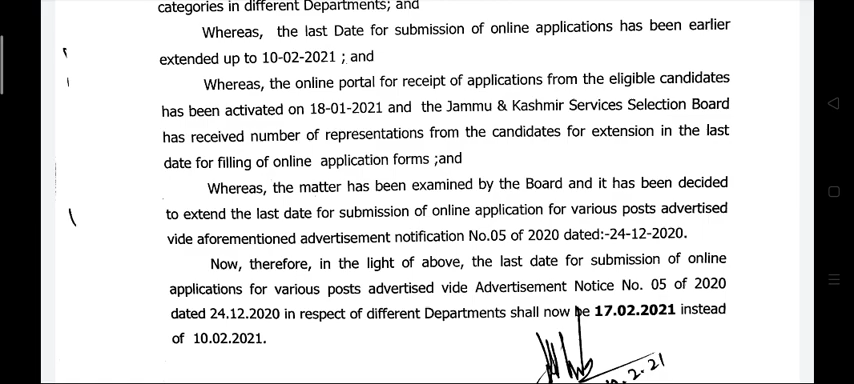 categories in different Departments; and
Whereas, the last Date for submission of online applications has been earlier
extended up to 10-02-2021 ; and
Whereas, the online portal for receipt of applications from the eligible candidates
has been activated on 18-01-2021 and the Jammu & Kashmir Services Selection Board
has received number of representations from the candidates for extension in the last
date for filling of online application forms ;and
Whereas, the matter has been examined by the Board and it has been decided
to extend the last date for submission of online application for various posts advertised
vide aforementioned advertisement notification No.05 of 2020 dated:-24-12-2020.
Now, therefore, in the light of above, the last date for submission of online
applications for various posts advertised vide Advertisement Notice No. 05 of 2020
dated 24.12.2020 in respect of different Departments shall now be 17.02.2021 instead
of 10.02.2021.